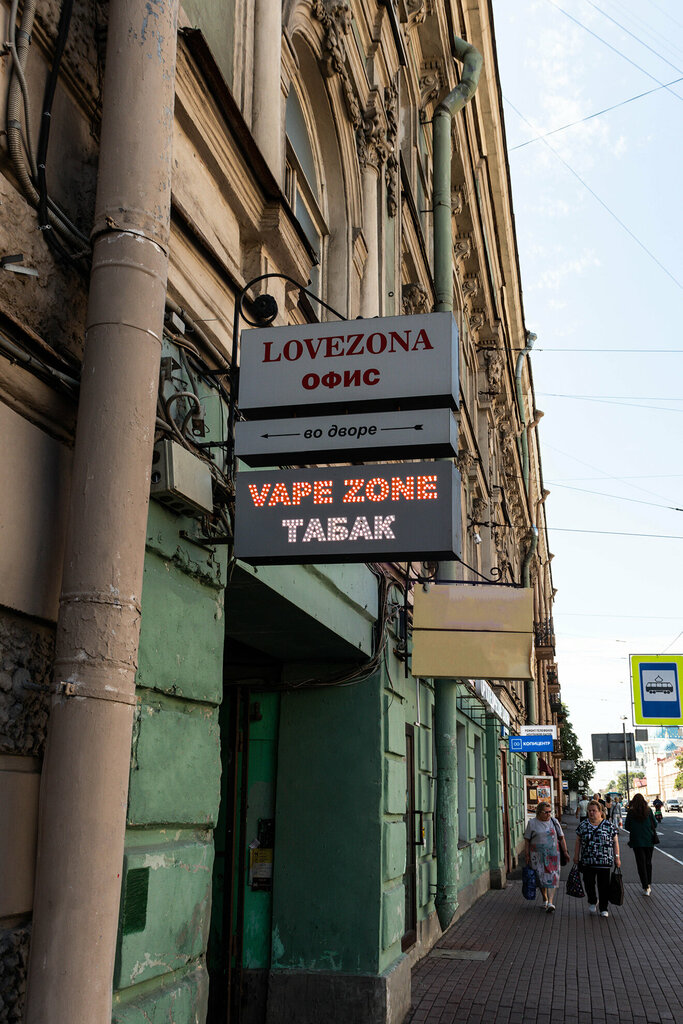 LOVEZONA
ОФИС
во дворе
VAPE ZONE
ТАБАК
КОПИЦЕНТР